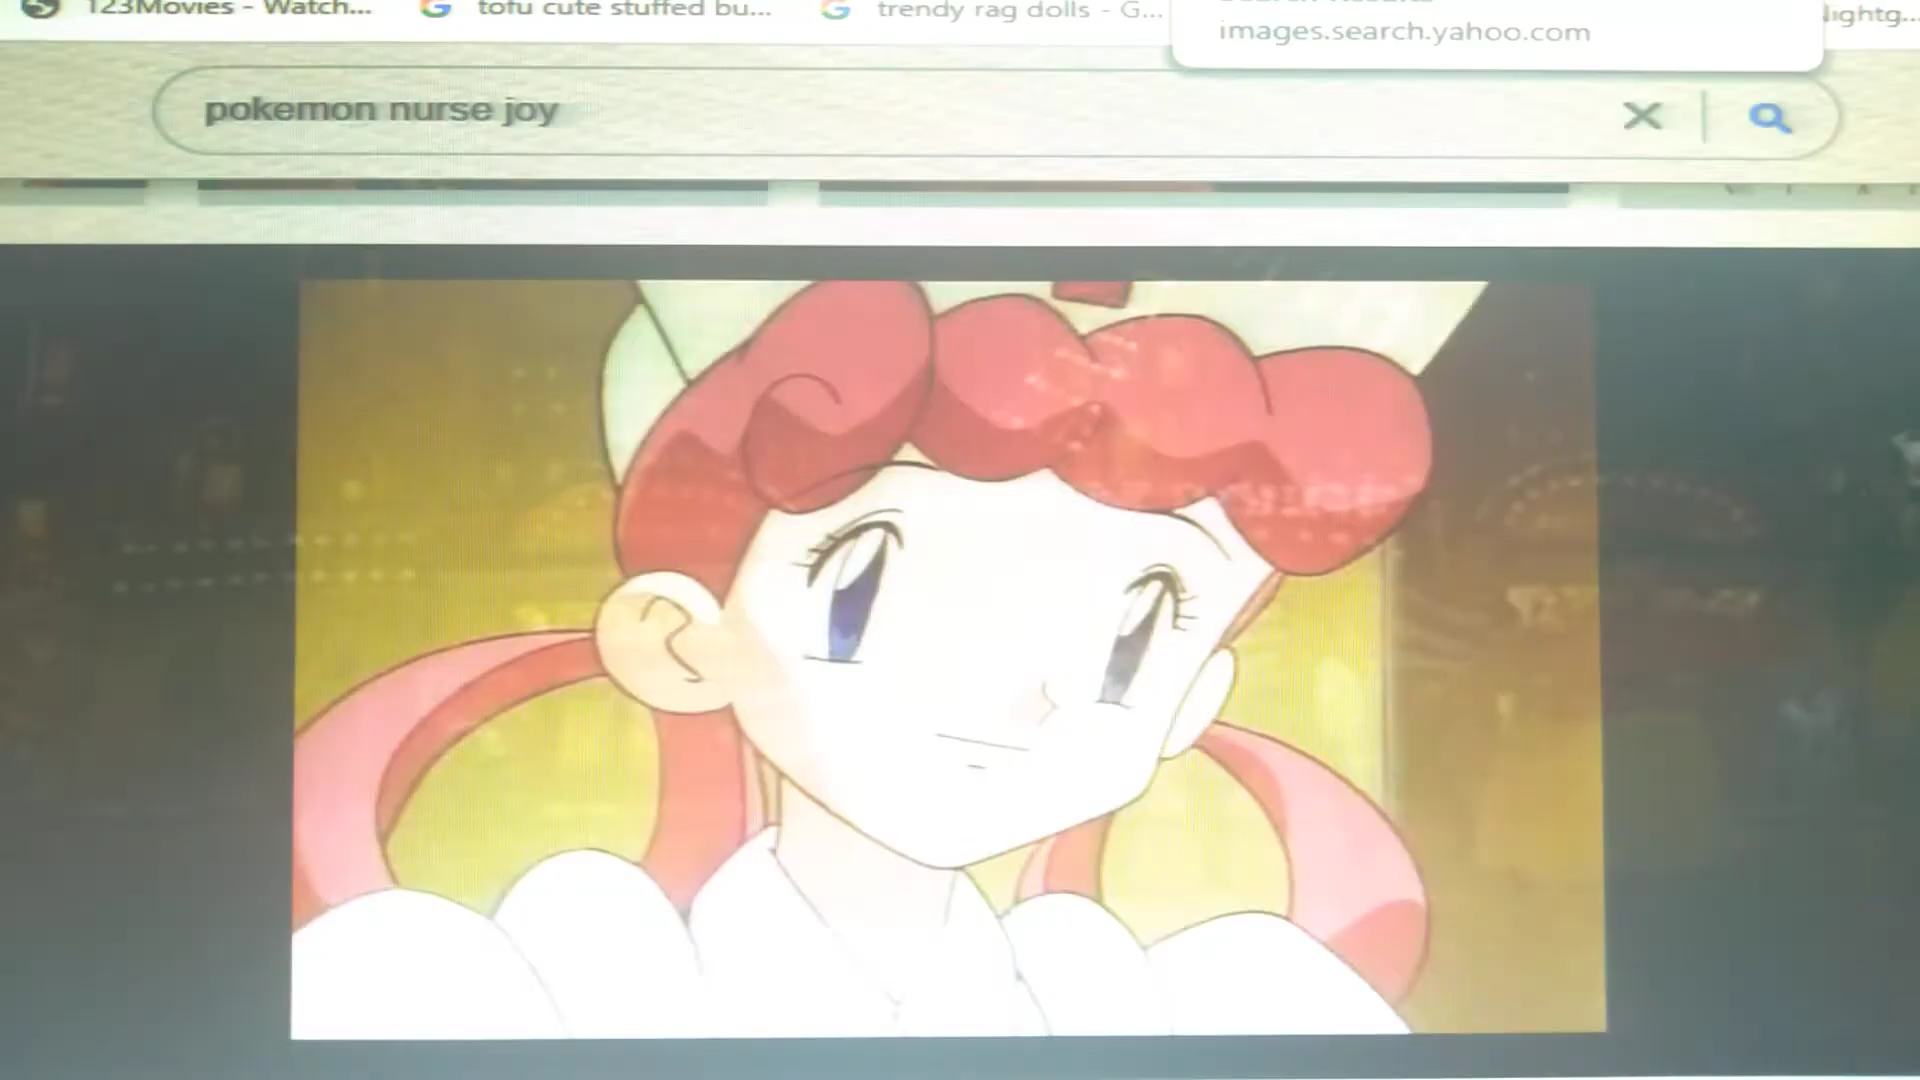 123Movies - Watch...
tofu cute stuffed bu...
trendy rag dolls - G...
images.search.yahoo.com
pokemon nurse joy